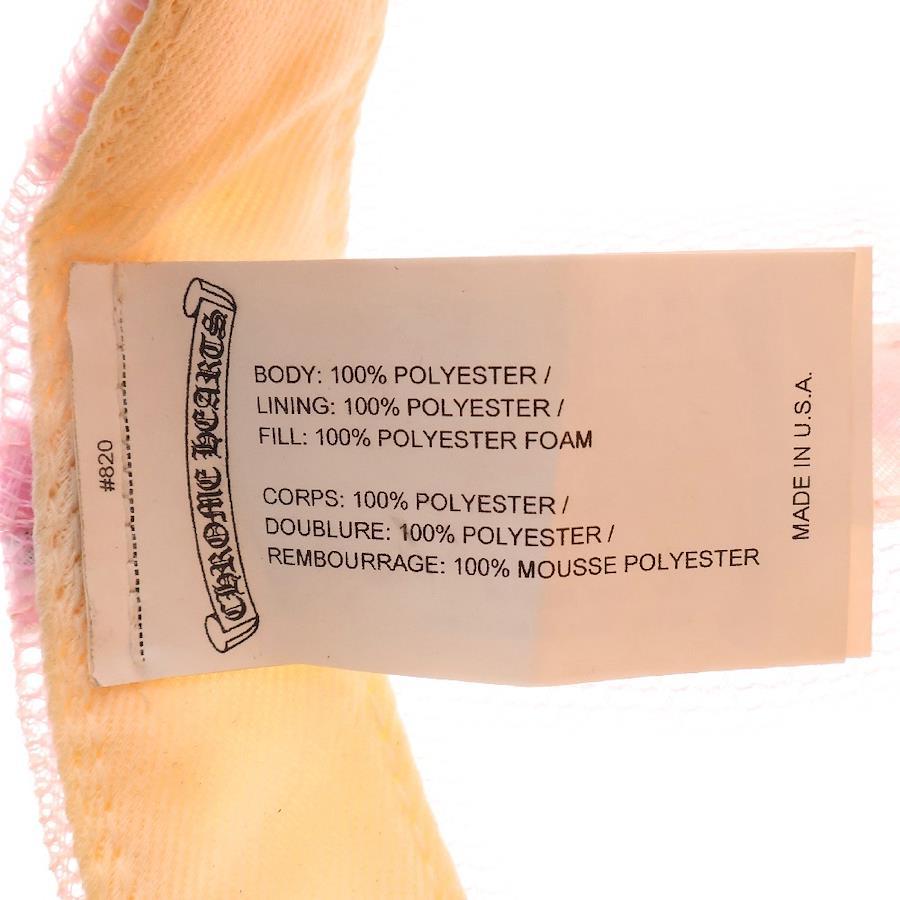 #820
CHROME HEARTS
BODY: 100% POLYESTER /
LINING: 100% POLYESTER /
FILL: 100% POLYESTER FOAM
CORPS: 100% POLYESTER /
DOUBLURE: 100% POLYESTER /
REMBOURRAGE: 100% MOUSSE POLYESTER
MADE IN U.S.A.